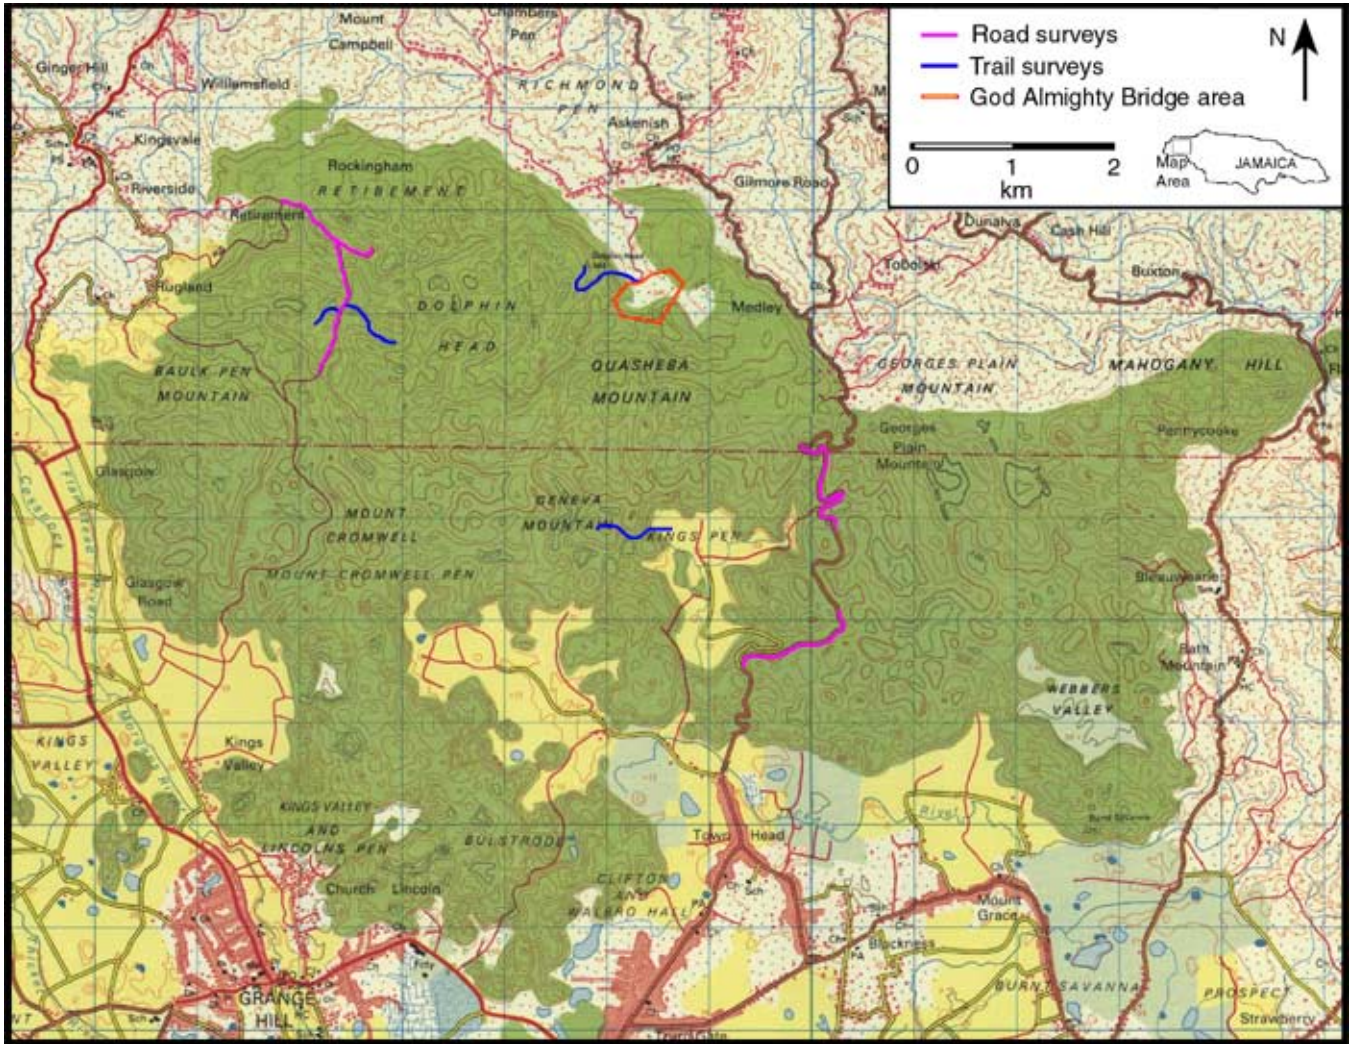 Road surveys
Trail surveys
God Almighty Bridge area
N
0 1 2
km
Map
Area
JAMAICA
Mount
Campbell
Chambers
Pen
Ginger Hill
Williamsfield
RICHMOND
PEN
Askenish
Kingsvale
Rockingham
Riverside
RETIREMENT
Gilmore Road
Retirement
Dunalva
Cash Hill
Buxton
Rugland
DOLPHIN
HEAD
Medley
BAULK PEN
MOUNTAIN
QUASHEBA
MOUNTAIN
GEORGES PLAIN
MOUNTAIN
MAHOGANY HILL
Georges
Plain
Mountain
Pennycooke
Glasgow
GENEVA
MOUNTAIN
MOUNT
CROMWELL
KINGS PEN
MOUNT CROMWELL PEN
Glasgow
Road
Bath
Mountain
WEBBERS
VALLEY
KINGS
VALLEY
Kings
Valley
KINGS VALLEY
AND
LINCOLNS PEN
BULSTRODE
Town Head
River
Church Lincoln
CLIFTON
AND
Sch
Mount
Grace
Blackness
GRANGE
HILL
BURNT SAVANNA
PROSPECT
Strawberry